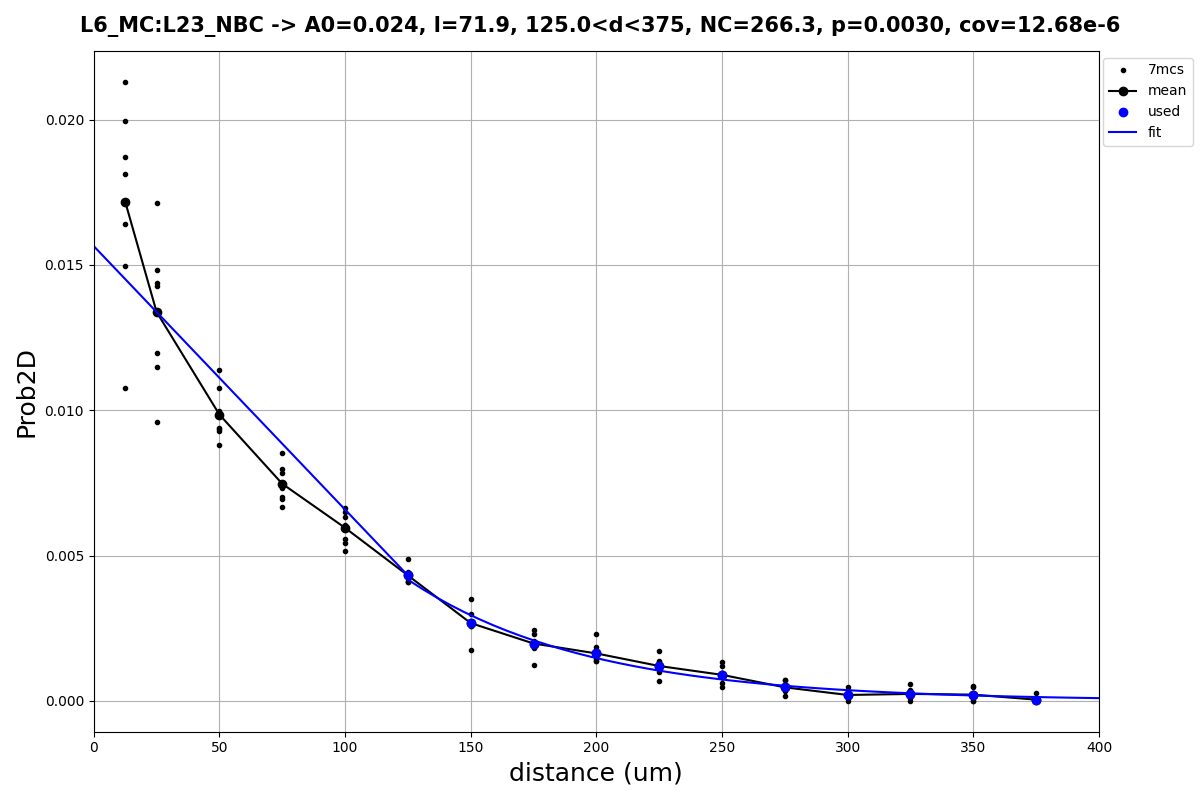 L6_MC:L23_NBC -> A0=0.024, l=71.9, 125.0<d<375, NC=266.3, p=0.0030, cov=12.68e-6
7mcs
mean
used
fit
0.020
0.015
0.010
0.005
0.000
Prob2D
0 50 100 150 200 250 300 350 400
distance (um)